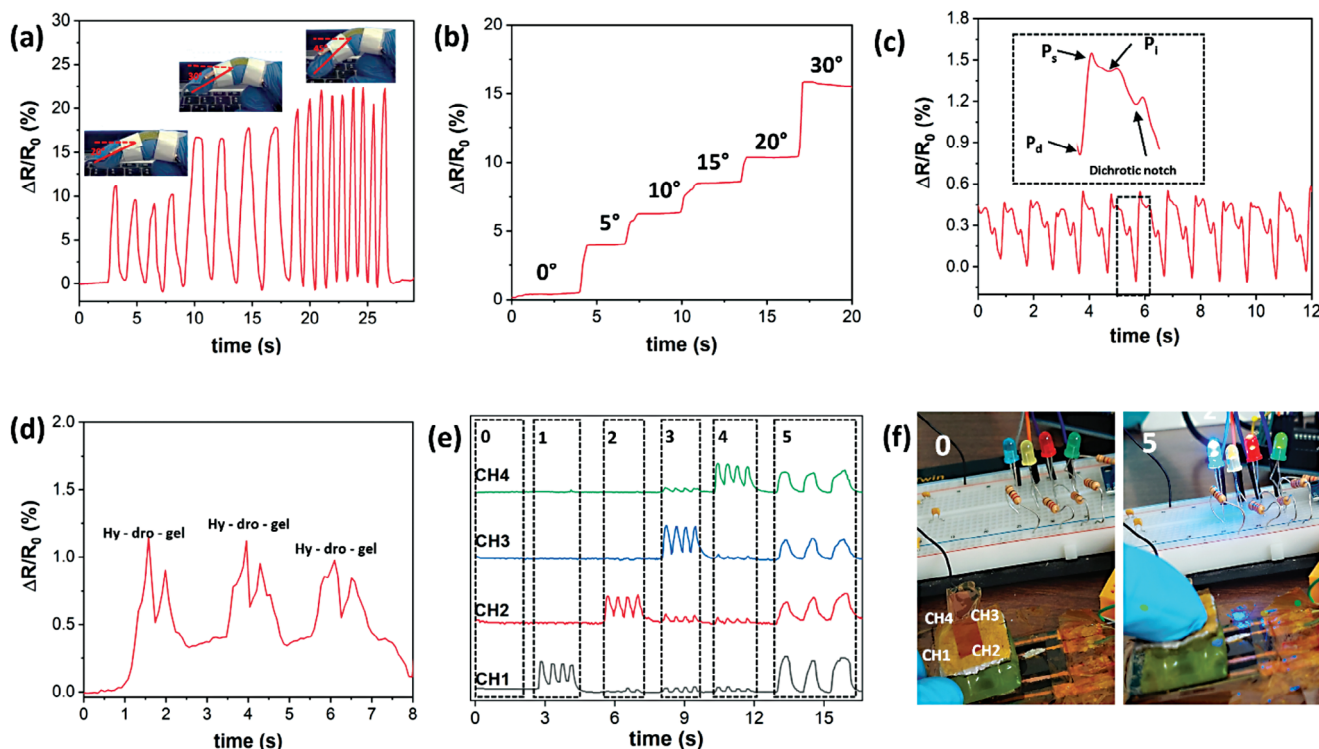 (a)
30
25
20
15
10
5
0
ΔR/R0 (%)
20°
30°
45°
0 5 10 15 20 25
time (s)
(b)
20
15
10
5
0
ΔR/R0 (%)
0°
5°
10°
15°
20°
30°
0 5 10 15 20
time (s)
(c)
1.8
1.5
1.2
0.9
0.6
0.3
0.0
ΔR/R0 (%)
Ps
Pi
Pd
Dichrotic notch
0 2 4 6 8 10 12
time (s)
(d)
2.0
1.5
1.0
0.5
0.0
ΔR/R0 (%)
Hy - dro - gel
Hy - dro - gel
Hy - dro - gel
0 1 2 3 4 5 6 7 8
time (s)
(e)
0 1 2 3 4 5
CH4
CH3
CH2
CH1
0 3 6 9 12 15
time (s)
(f)
0
CH4 CH3
CH1 CH2
5